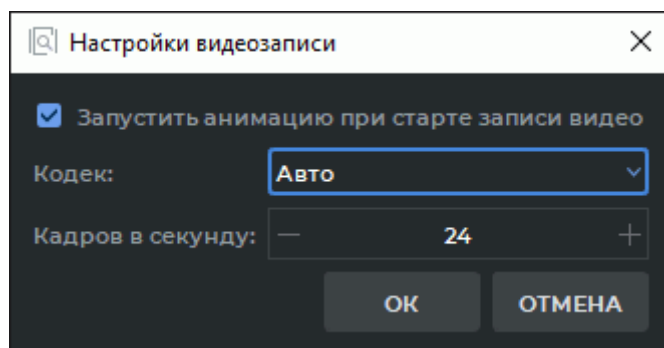 Настройки видеозаписи
Запустить анимацию при старте записи видео
Кодек: Авто
Кадров в секунду: 24
ОК ОТМЕНА